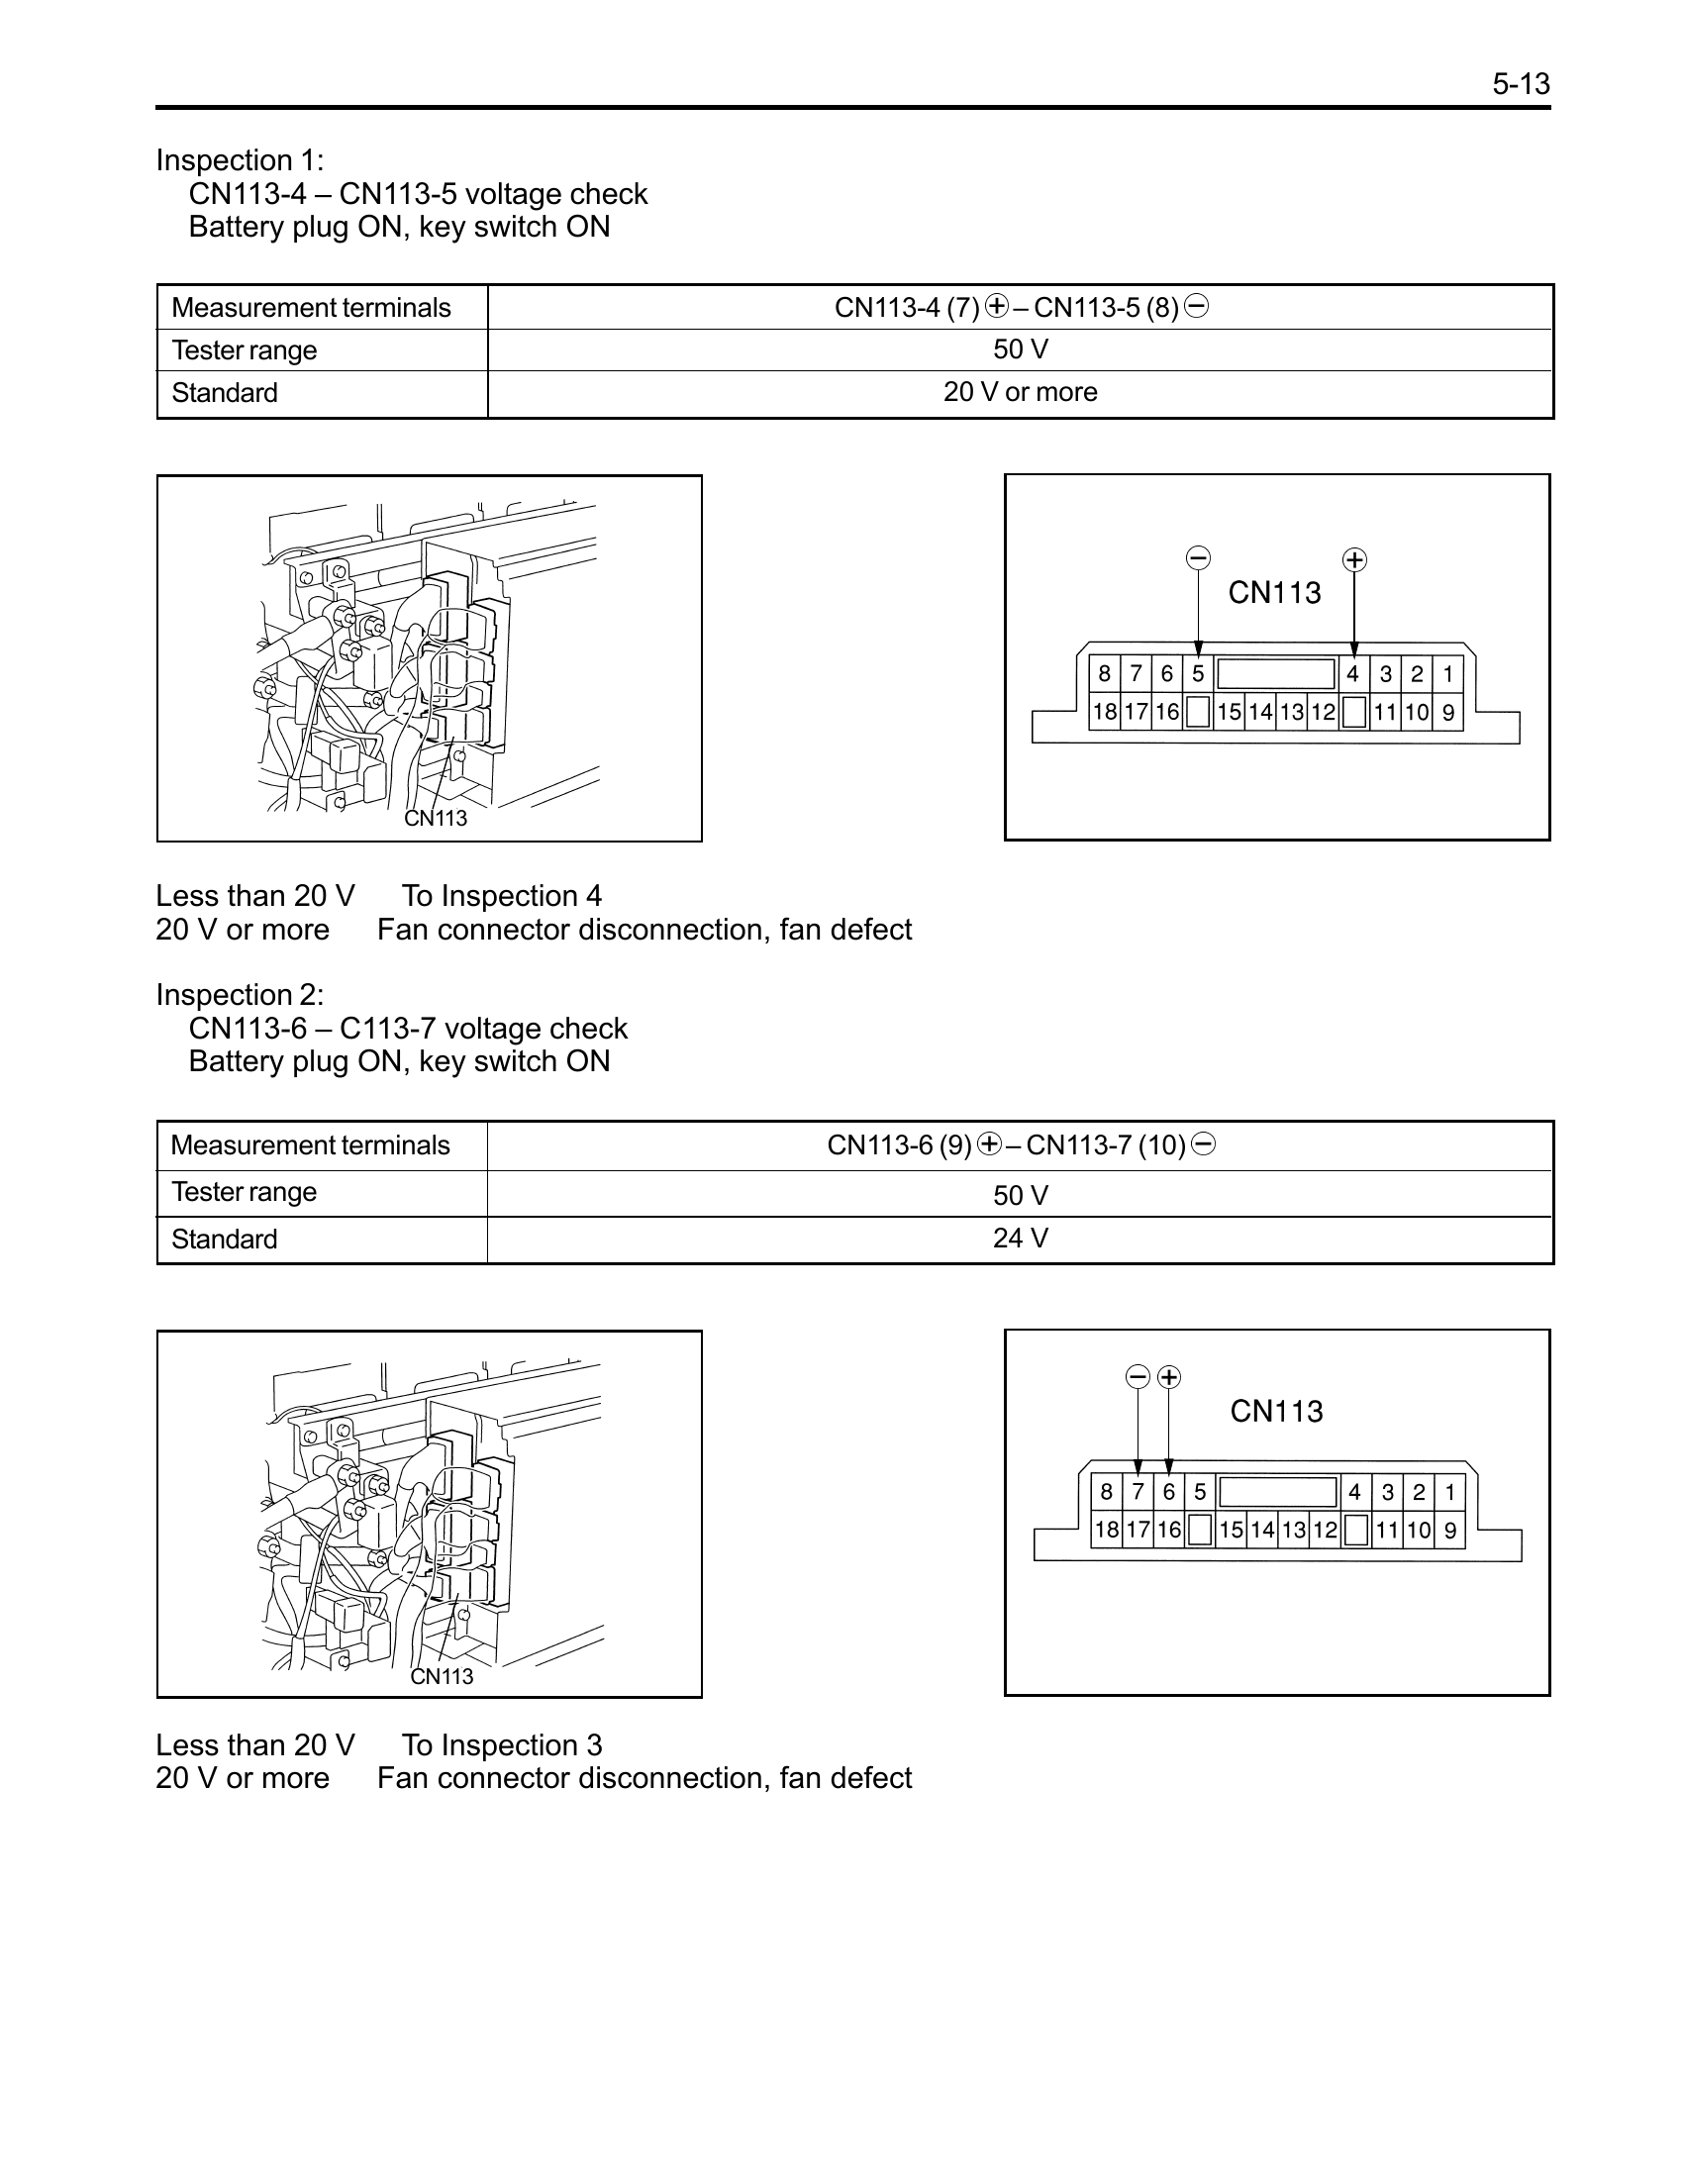 5-13
Inspection 1:
CN113-4 – CN113-5 voltage check
Battery plug ON, key switch ON
Measurement terminals CN113-4 (7) ⊕ – CN113-5 (8) ⊖
Tester range 50 V
Standard 20 V or more
CN113
⊖ ⊕
CN113
8 7 6 5 4 3 2 1
18 17 16 15 14 13 12 11 10 9
Less than 20 V To Inspection 4
20 V or more Fan connector disconnection, fan defect
Inspection 2:
CN113-6 – C113-7 voltage check
Battery plug ON, key switch ON
Measurement terminals CN113-6 (9) ⊕ – CN113-7 (10) ⊖
Tester range 50 V
Standard 24 V
CN113
⊖ ⊕
CN113
8 7 6 5 4 3 2 1
18 17 16 15 14 13 12 11 10 9
Less than 20 V To Inspection 3
20 V or more Fan connector disconnection, fan defect